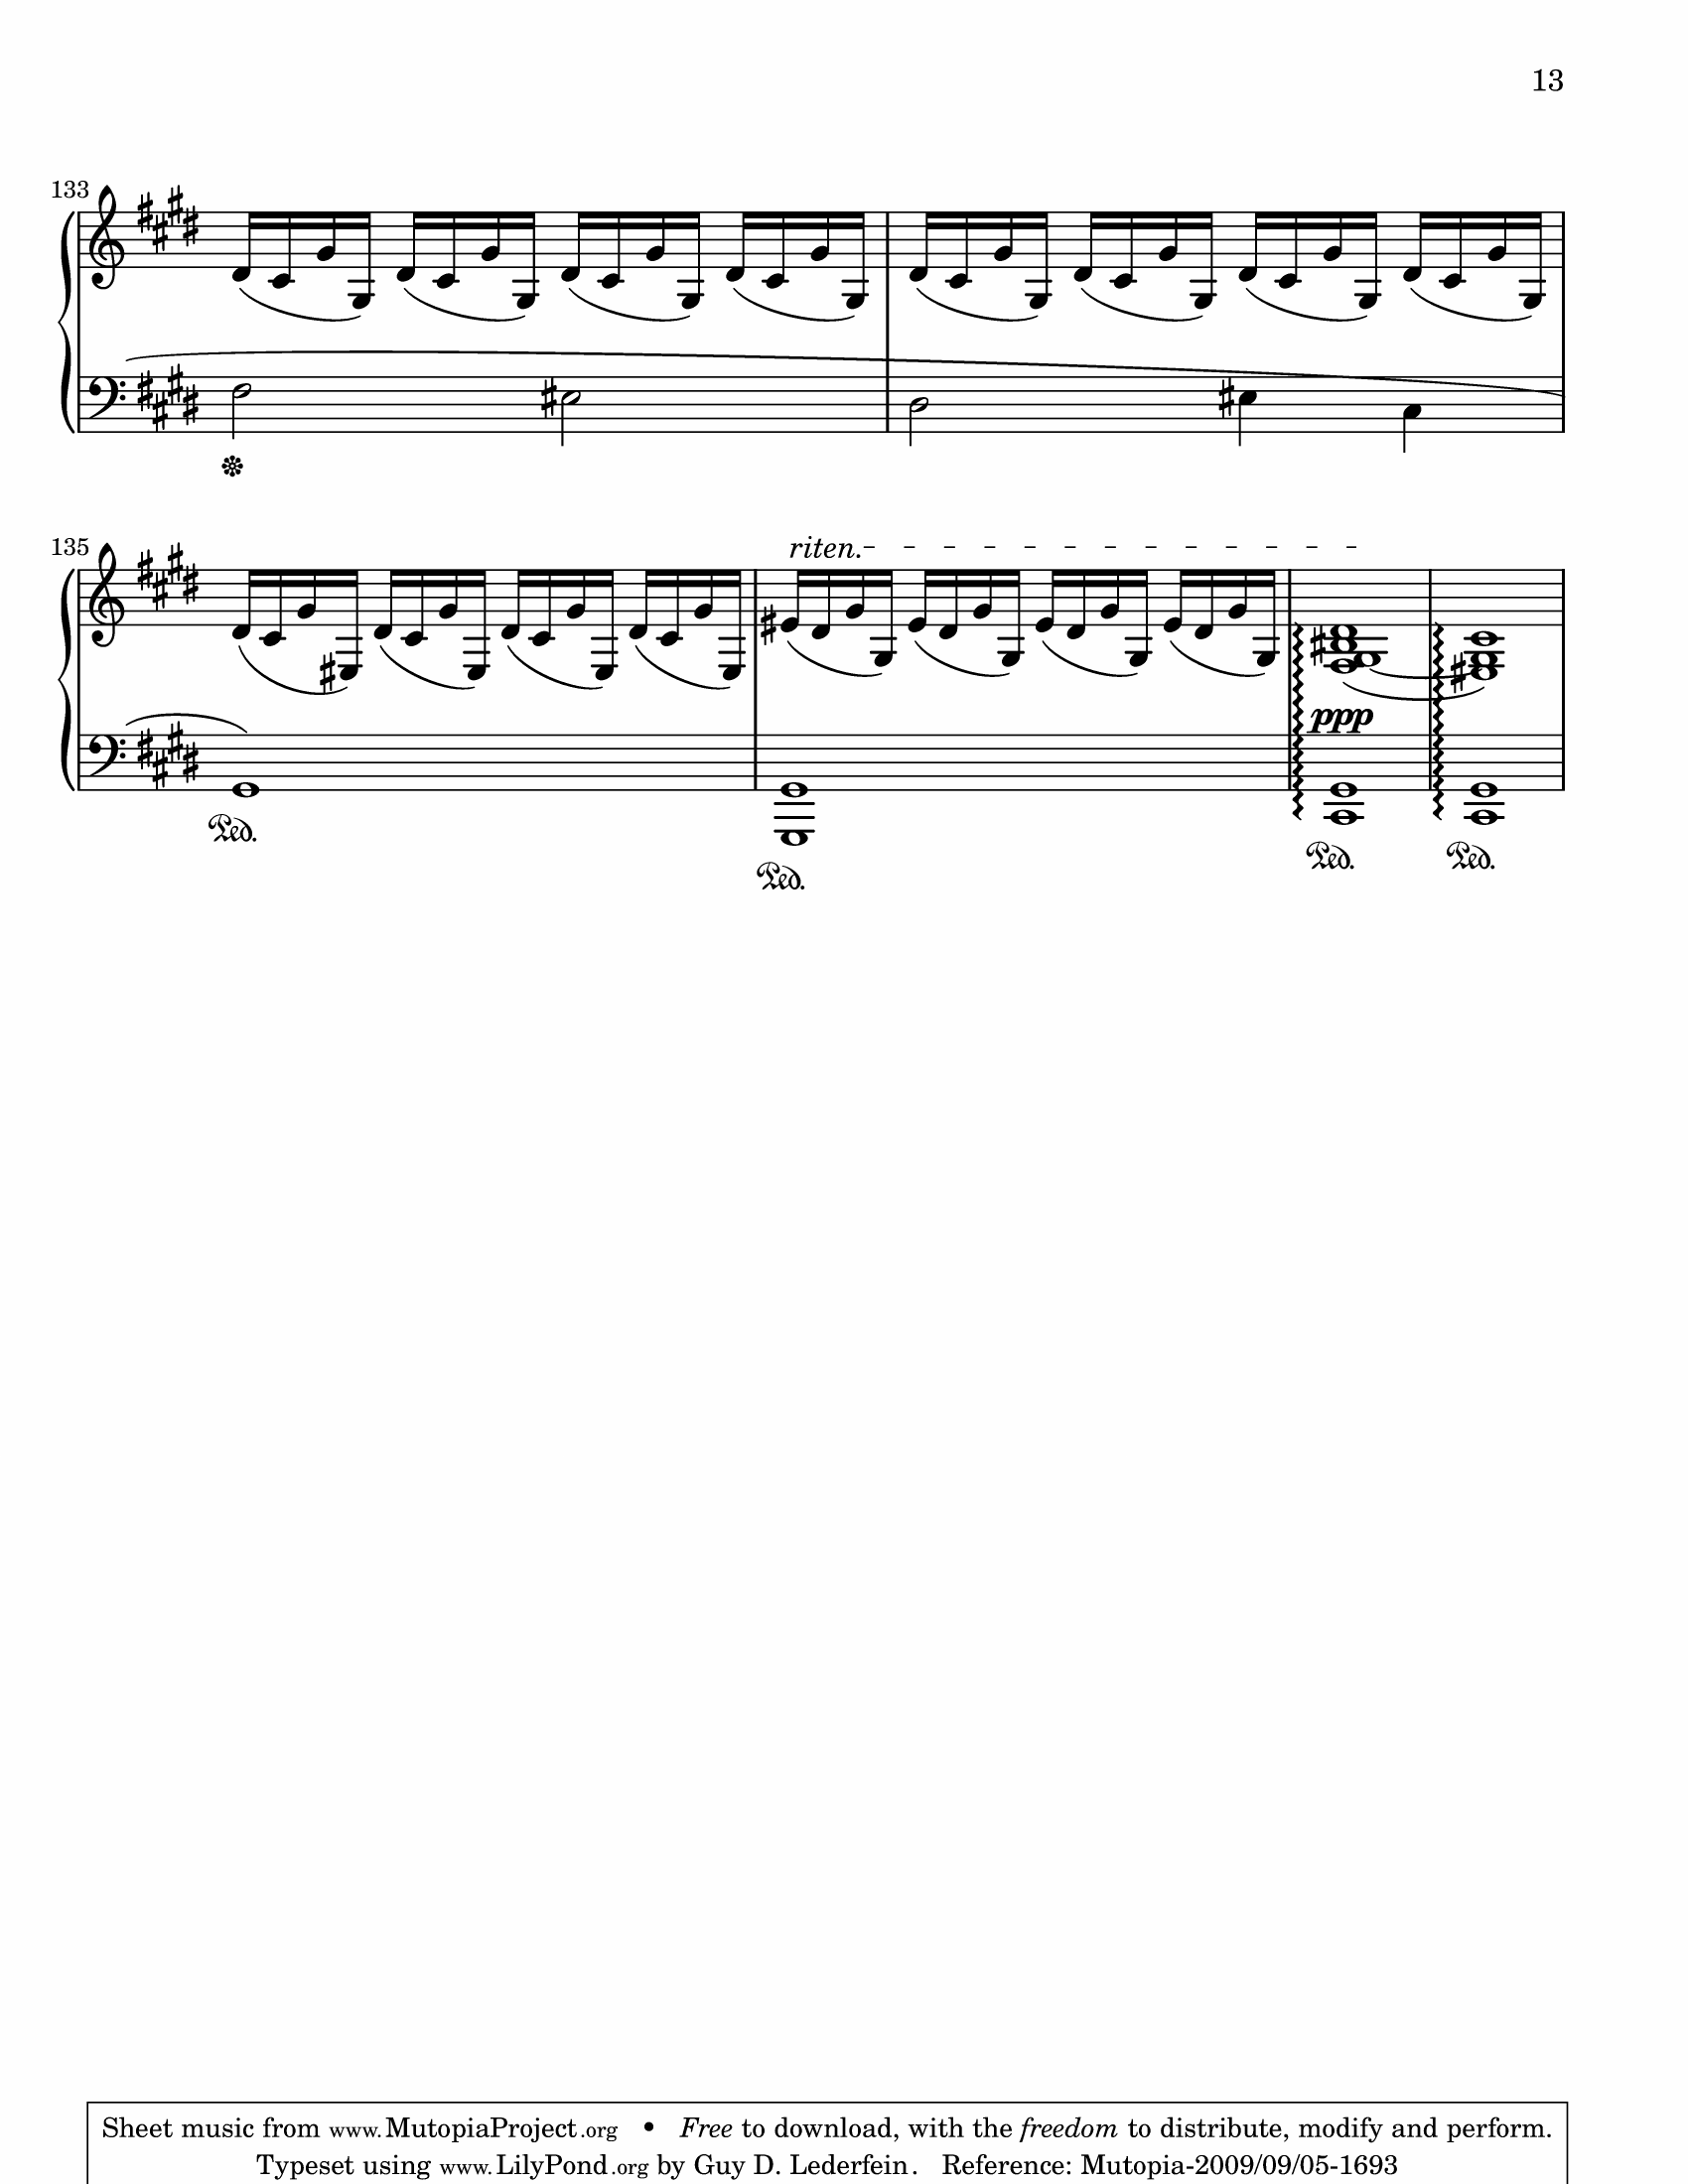 13
133
135
riten.
ppp
Ped.
Ped.
Ped.
Ped.
Sheet music from www.MutopiaProject.org • Free to download, with the freedom to distribute, modify and perform.
Typeset using www.LilyPond.org by Guy D. Lederfein. Reference: Mutopia-2009/09/05-1693